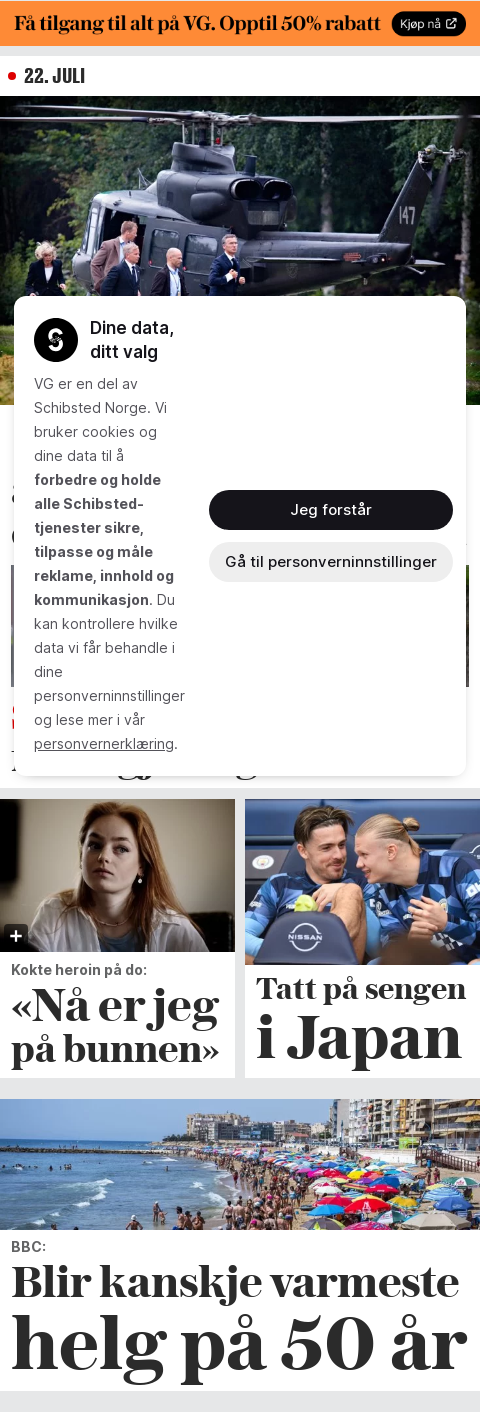 Få tilgang til alt på VG. Opptil 50% rabatt Kjøp nå
22. JULI
147
Dine data,
ditt valg
VG er en del av
Schibsted Norge. Vi
bruker cookies og
dine data til å
forbedre og holde
alle Schibsted-
tjenester sikre,
tilpasse og måle
reklame, innhold og
kommunikasjon. Du
kan kontrollere hvilke
data vi får behandle i
dine
personverninnstillinger
og lese mer i vår
personvernerklæring.
Jeg forstår
Gå til personverninnstillinger
Kokte heroin på do:
«Nå er jeg
på bunnen»
NISSAN
Tatt på sengen
i Japan
BBC:
Blir kanskje varmeste
helg på 50 år